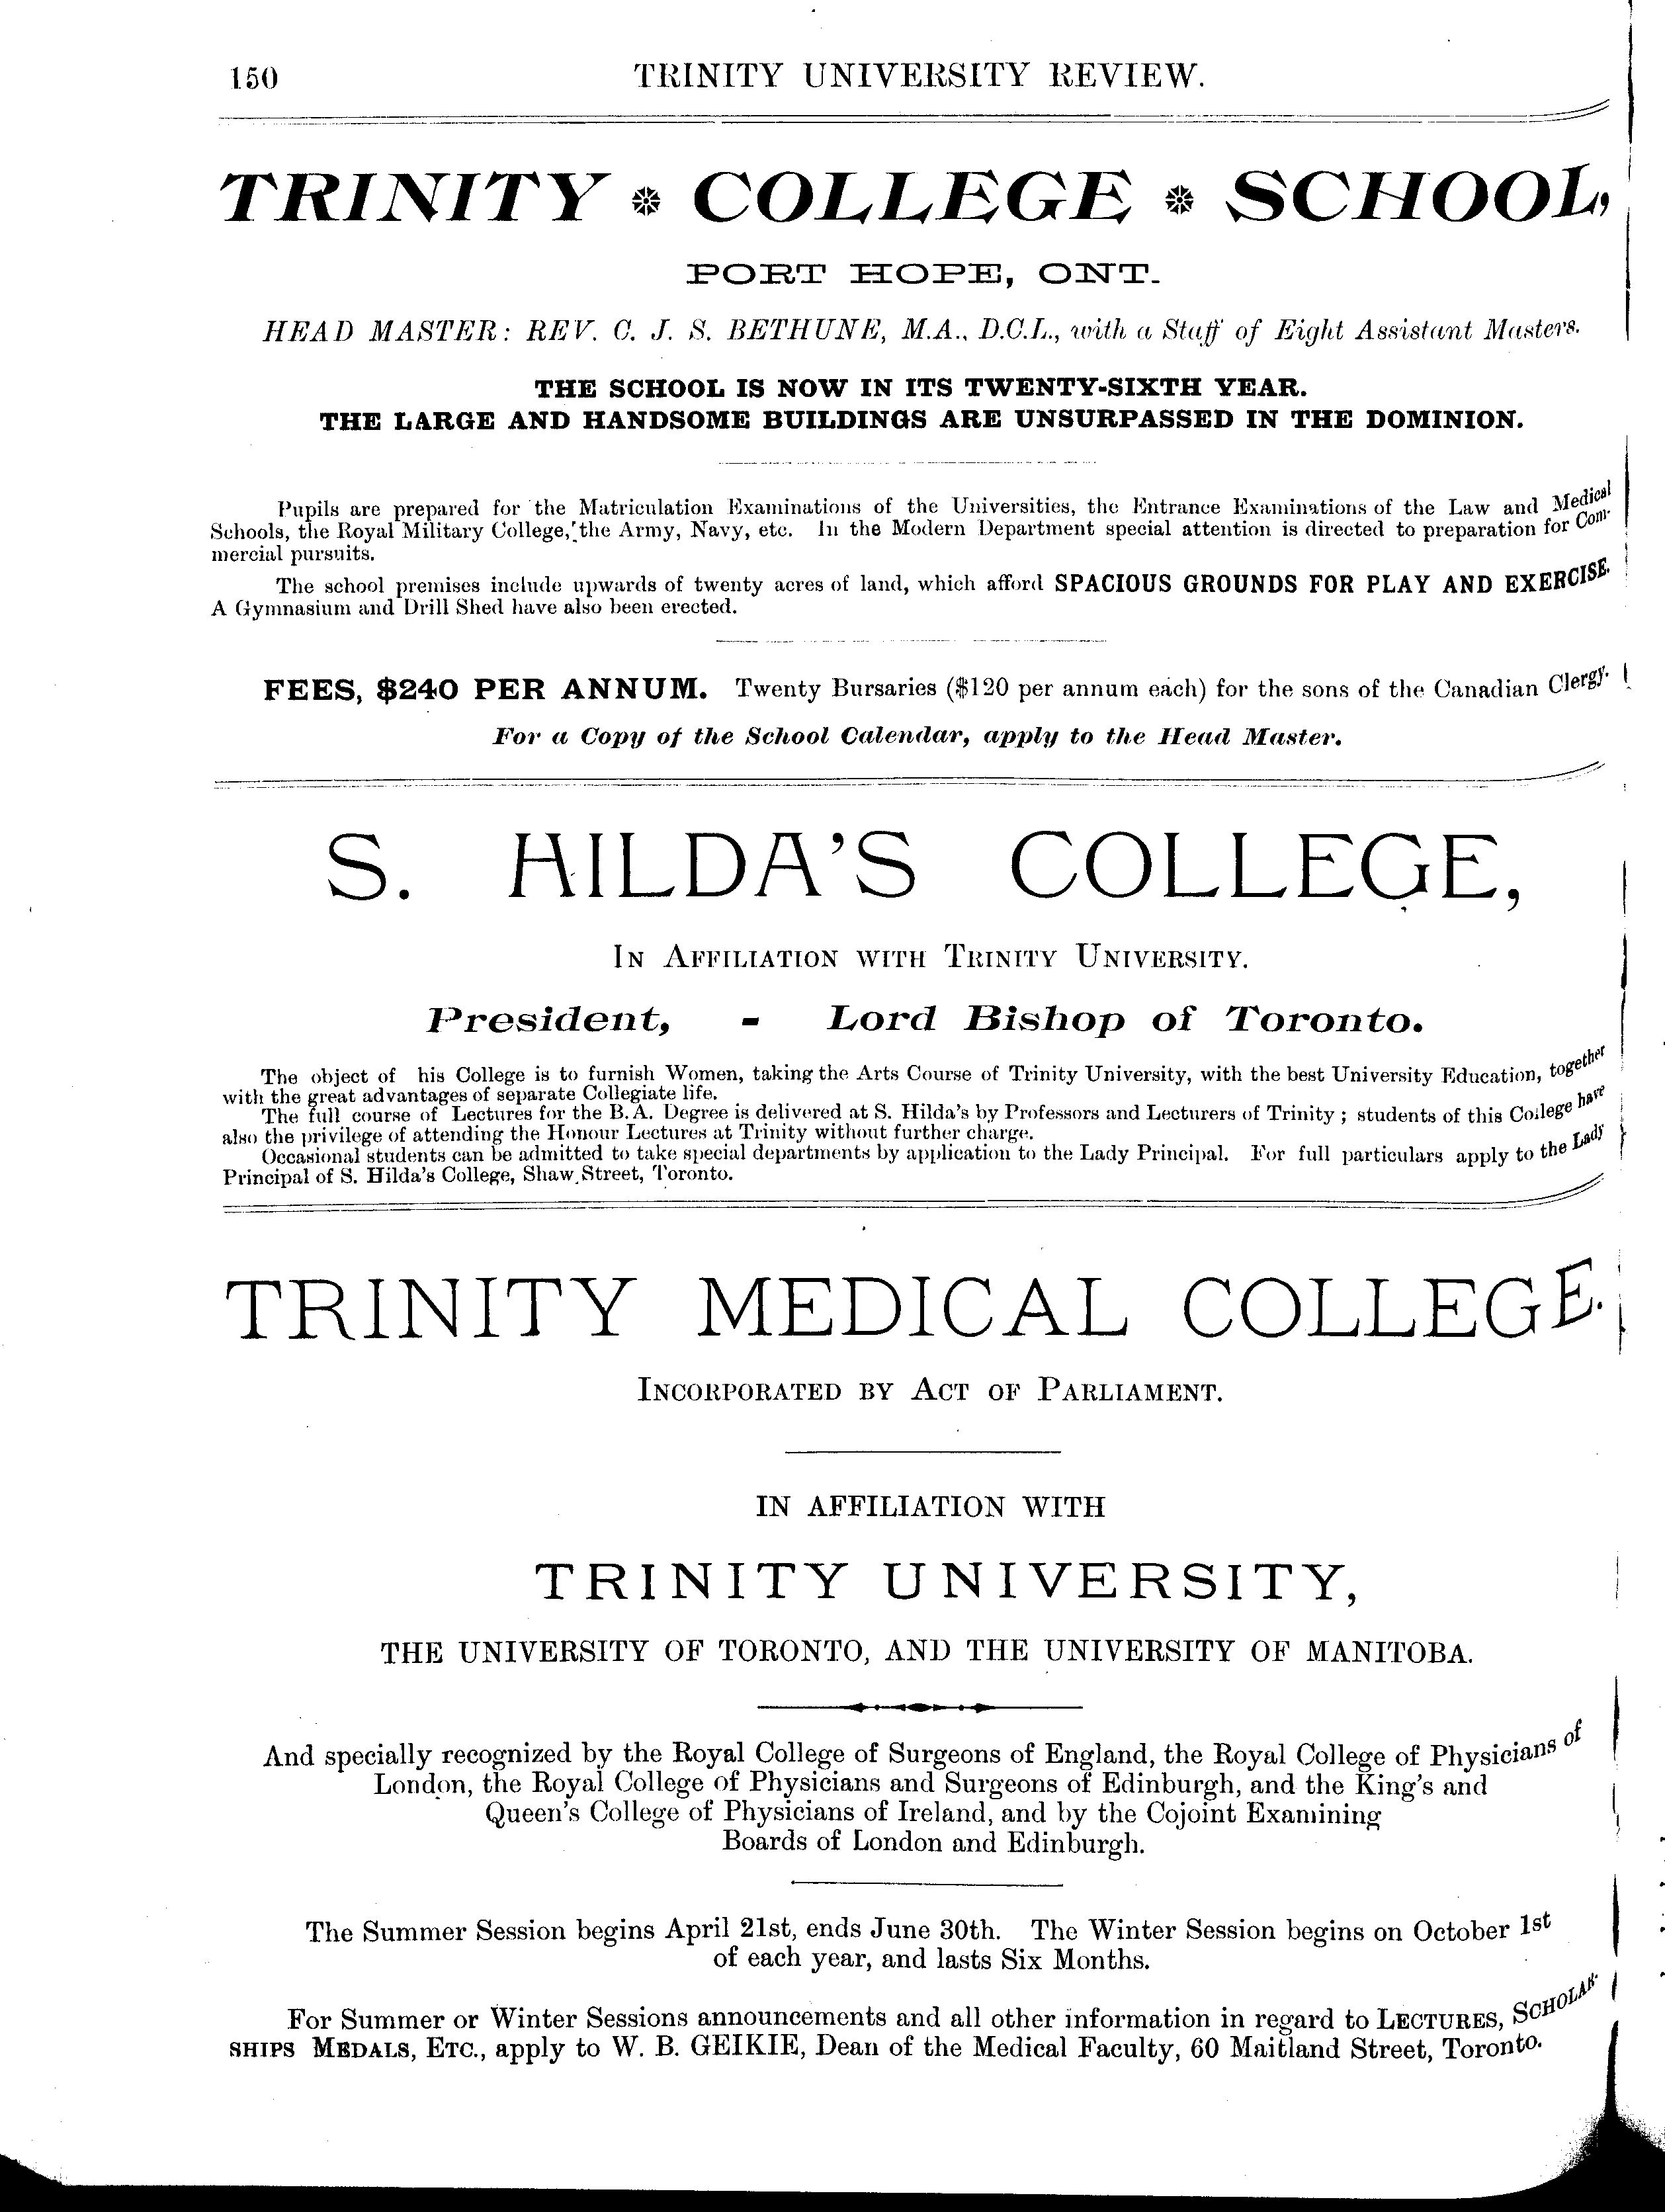 150 TRINITY UNIVERSITY REVIEW.
TRINITY COLLEGE SCHOOL,
PORT HOPE, ONT.
HEAD MASTER: REV. C. J. S. BETHUNE, M.A., D.C.L., with a Staff of Eight Assistant Masters.
THE SCHOOL IS NOW IN ITS TWENTY-SIXTH YEAR.
THE LARGE AND HANDSOME BUILDINGS ARE UNSURPASSED IN THE DOMINION.
Pupils are prepared for the Matriculation Examinations of the Universities, the Entrance Examinations of the Law and Medical
Schools, the Royal Military College, the Army, Navy, etc. In the Modern Department special attention is directed to preparation for Com-
mercial pursuits.
The school premises include upwards of twenty acres of land, which afford SPACIOUS GROUNDS FOR PLAY AND EXERCISE.
A Gymnasium and Drill Shed have also been erected.
FEES, $240 PER ANNUM. Twenty Bursaries ($120 per annum each) for the sons of the Canadian Clergy.
For a Copy of the School Calendar, apply to the Head Master.
S. HILDA'S COLLEGE,
IN AFFILIATION WITH TRINITY UNIVERSITY.
President, - Lord Bishop of Toronto.
The object of his College is to furnish Women, taking the Arts Course of Trinity University, with the best University Education, together
with the great advantages of separate Collegiate life.
The full course of Lectures for the B.A. Degree is delivered at S. Hilda's by Professors and Lecturers of Trinity; students of this College have
also the privilege of attending the Honour Lectures at Trinity without further charge.
Occasional students can be admitted to take special departments by application to the Lady Principal. For full particulars apply to the Lady
Principal of S. Hilda's College, Shaw Street, Toronto.
TRINITY MEDICAL COLLEGE.
INCORPORATED BY ACT OF PARLIAMENT.
IN AFFILIATION WITH
TRINITY UNIVERSITY,
THE UNIVERSITY OF TORONTO, AND THE UNIVERSITY OF MANITOBA.
And specially recognized by the Royal College of Surgeons of England, the Royal College of Physicians of
London, the Royal College of Physicians and Surgeons of Edinburgh, and the King's and
Queen's College of Physicians of Ireland, and by the Cojoint Examining
Boards of London and Edinburgh.
The Summer Session begins April 21st, ends June 30th. The Winter Session begins on October 1st
of each year, and lasts Six Months.
For Summer or Winter Sessions announcements and all other information in regard to LECTURES, SCHOLAR-
SHIPS MEDALS, ETC., apply to W. B. GEIKIE, Dean of the Medical Faculty, 60 Maitland Street, Toronto.